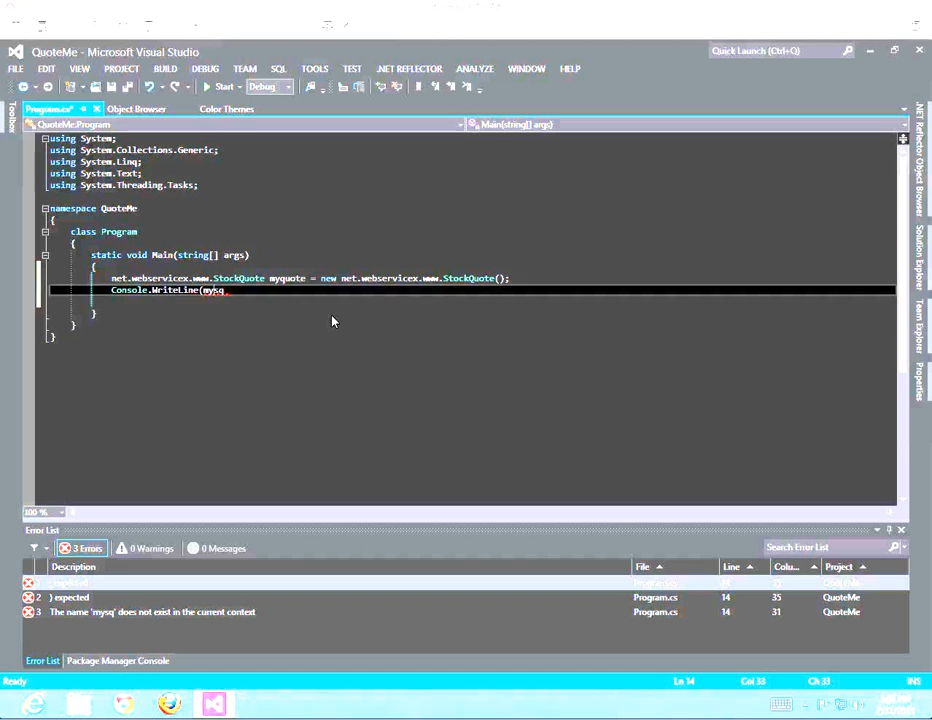 QuoteMe - Microsoft Visual Studio
Quick Launch (Ctrl+Q)
FILE EDIT VIEW PROJECT BUILD DEBUG TEAM SQL TOOLS TEST .NET REFLECTOR ANALYZE WINDOW HELP
Start Debug
Toolbox
Program.cs* Object Browser Color Themes
QuoteMe.Program Main(string[] args)
using System;
using System.Collections.Generic;
using System.Linq;
using System.Text;
using System.Threading.Tasks;
namespace QuoteMe
{
class Program
{
static void Main(string[] args)
{
net.webservicex.www.StockQuote myquote = new net.webservicex.www.StockQuote();
Console.WriteLine(mysq
}
}
}
.NET Reflector Object Browser
Solution Explorer
Team Explorer
Properties
100 %
Error List
3 Errors 0 Warnings 0 Messages Search Error List
Description File Line Colu... Project
2 } expected Program.cs 14 35 QuoteMe
3 The name 'mysq' does not exist in the current context Program.cs 14 31 QuoteMe
Error List Package Manager Console
Ready Ln 14 Col 33 Ch 33 INS